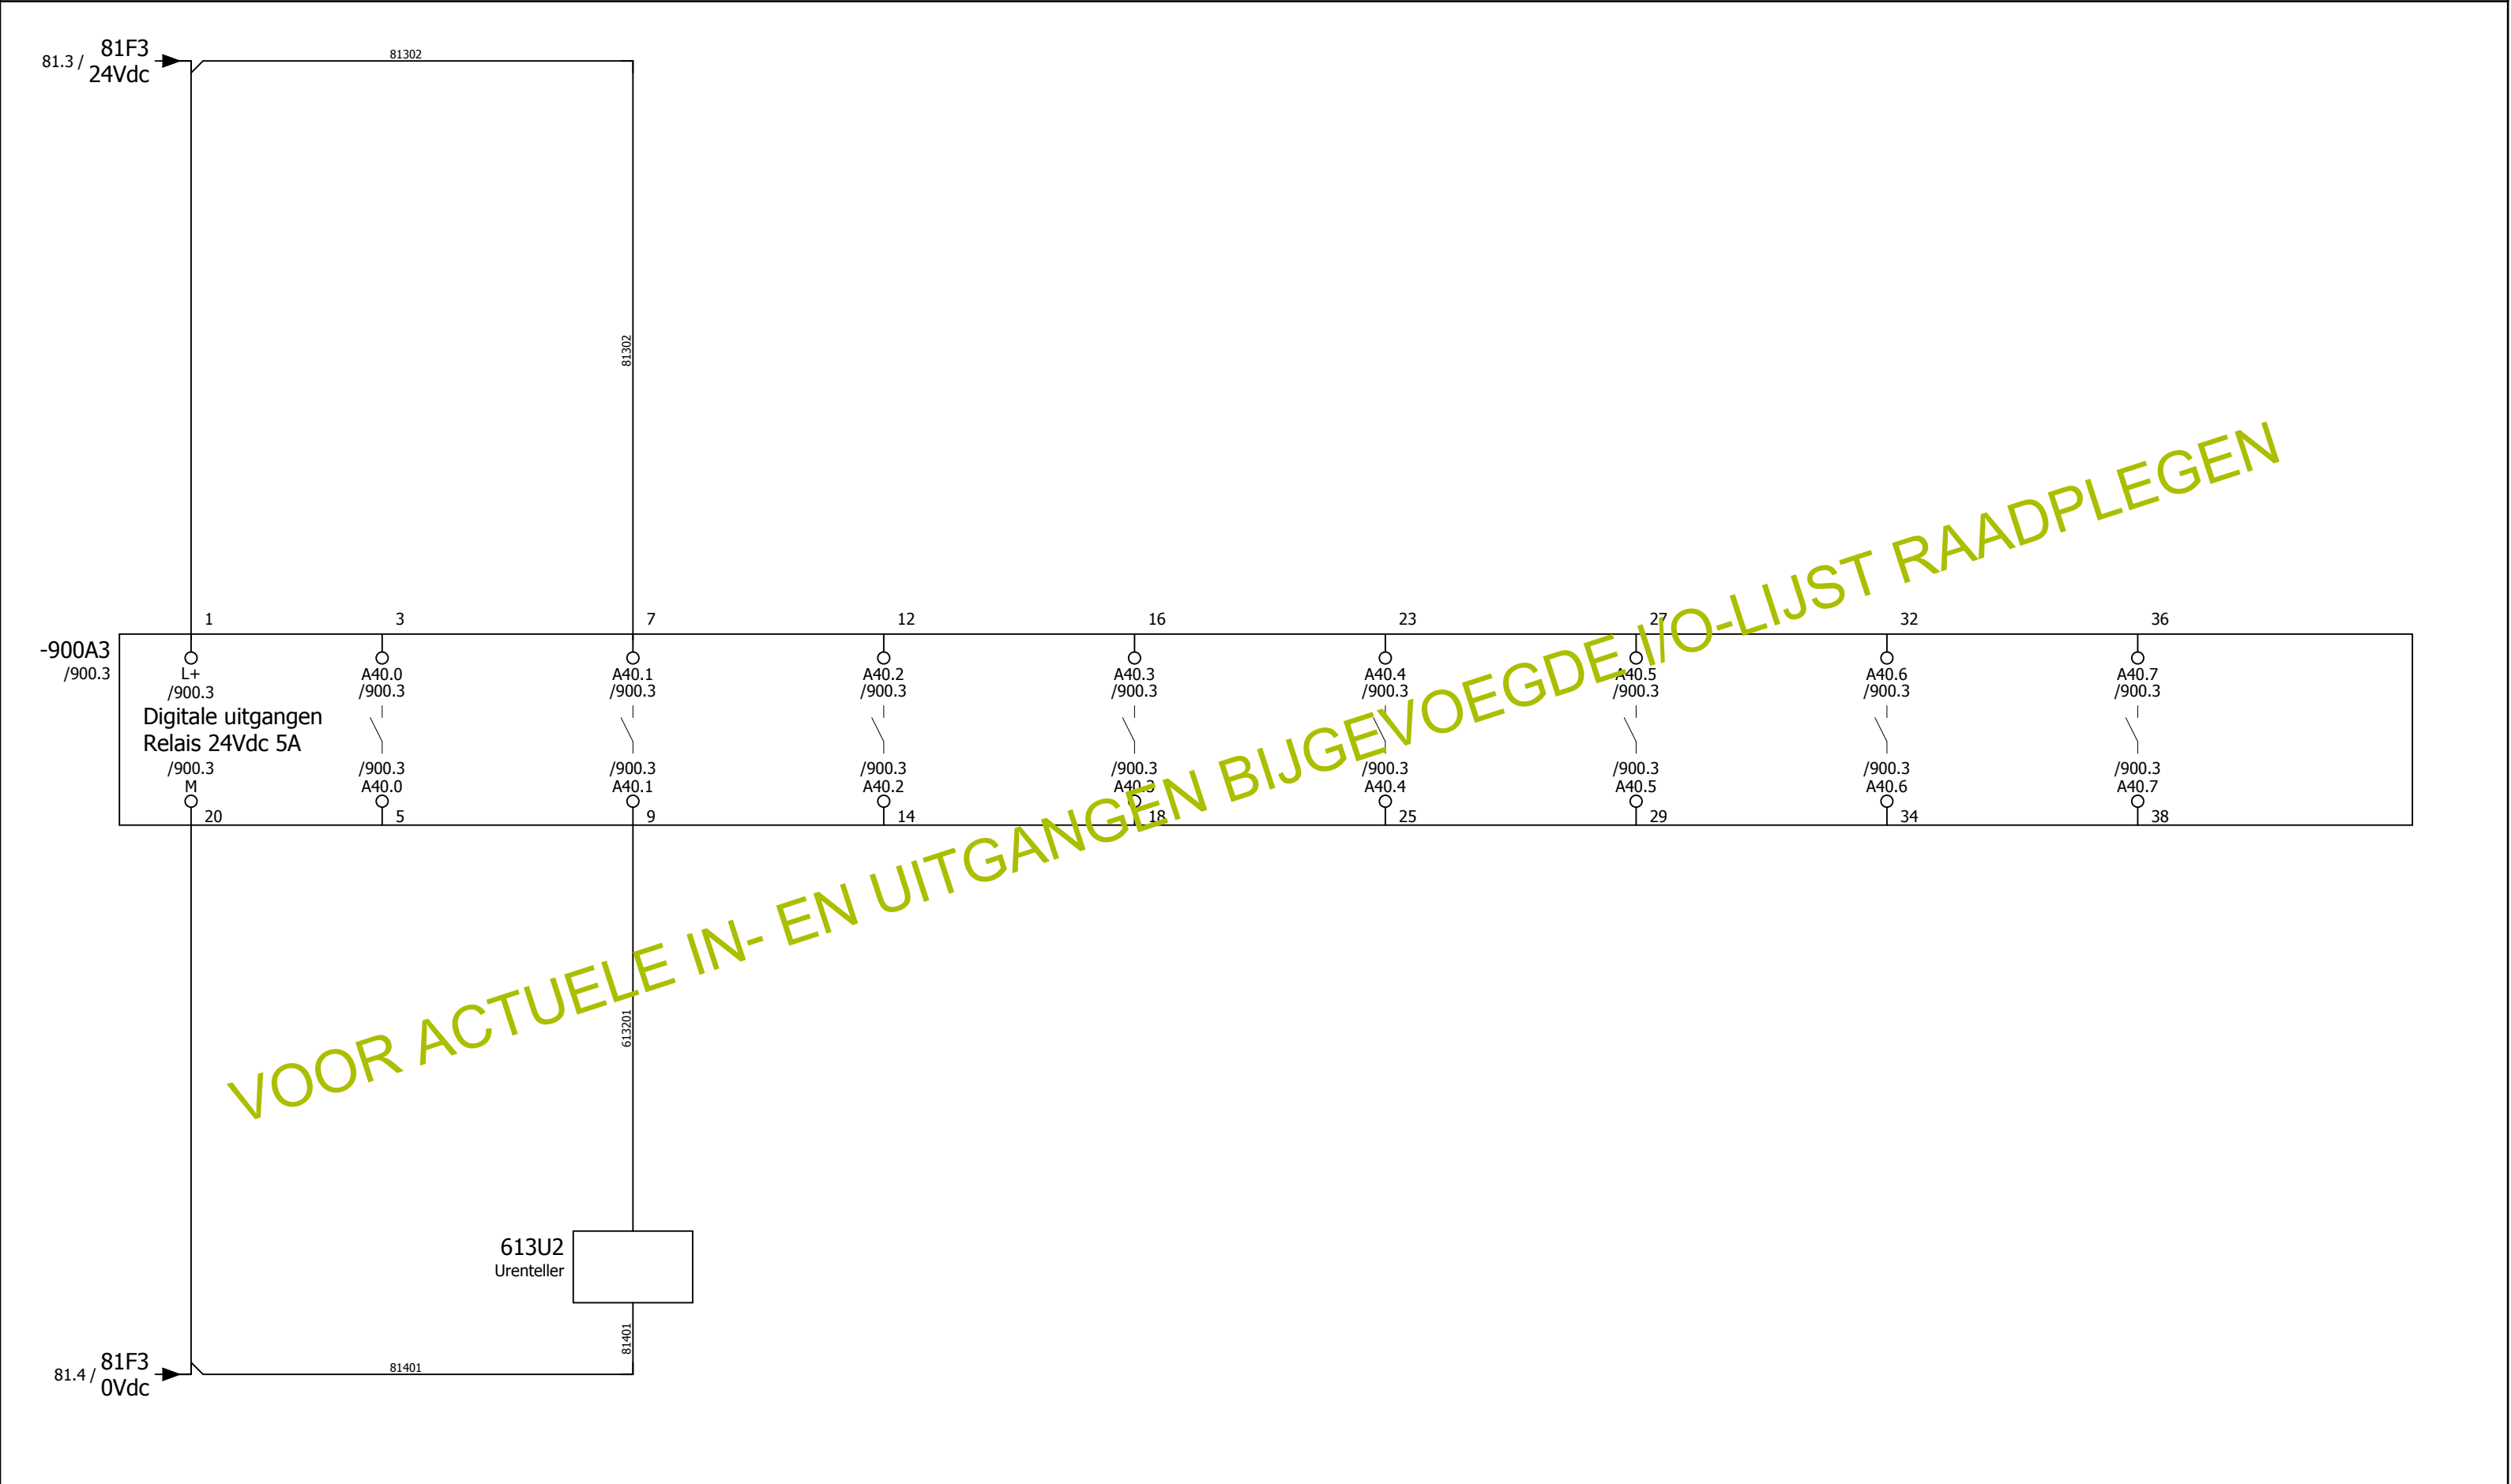 81F3
81.3 /
24Vdc
81302
81302
1 3 7 12 16 23 27 32 36
-900A3
/900.3
L+ A40.0 A40.1 A40.2 A40.3 A40.4 A40.5 A40.6 A40.7
/900.3 /900.3 /900.3 /900.3 /900.3 /900.3 /900.3 /900.3 /900.3
Digitale uitgangen
Relais 24Vdc 5A
/900.3 /900.3 /900.3 /900.3 /900.3 /900.3 /900.3 /900.3 /900.3
M A40.0 A40.1 A40.2 A40.3 A40.4 A40.5 A40.6 A40.7
20 5 9 14 18 25 29 34 38
VOOR ACTUELE IN- EN UITGANGEN BIJGEVOEGDE I/O-LIJST RAADPLEGEN
613201
613U2
Urenteller
81401
81F3
81.4 /
0Vdc
81401